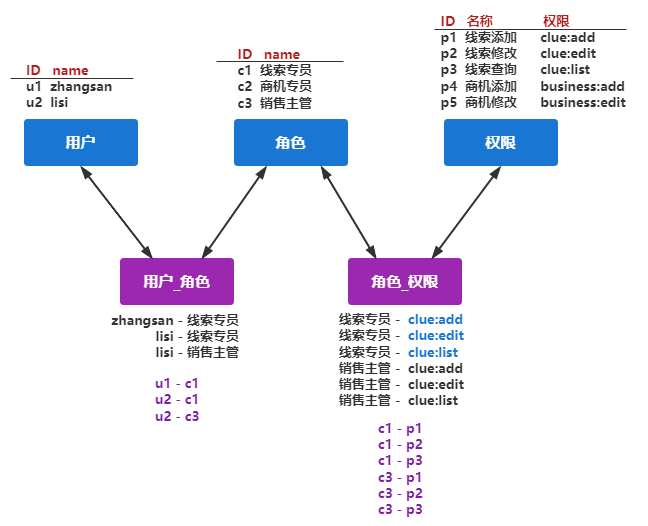 ID name
u1 zhangsan
u2 lisi
用户
ID name
c1 线索专员
c2 商机专员
c3 销售主管
角色
ID 名称 权限
p1 线索添加 clue:add
p2 线索修改 clue:edit
p3 线索查询 clue:list
p4 商机添加 business:add
p5 商机修改 business:edit
权限
用户_角色
zhangsan - 线索专员
lisi - 线索专员
lisi - 销售主管
u1 - c1
u2 - c1
u2 - c3
角色_权限
线索专员 - clue:add
线索专员 - clue:edit
线索专员 - clue:list
销售主管 - clue:add
销售主管 - clue:edit
销售主管 - clue:list
c1 - p1
c1 - p2
c1 - p3
c3 - p1
c3 - p2
c3 - p3